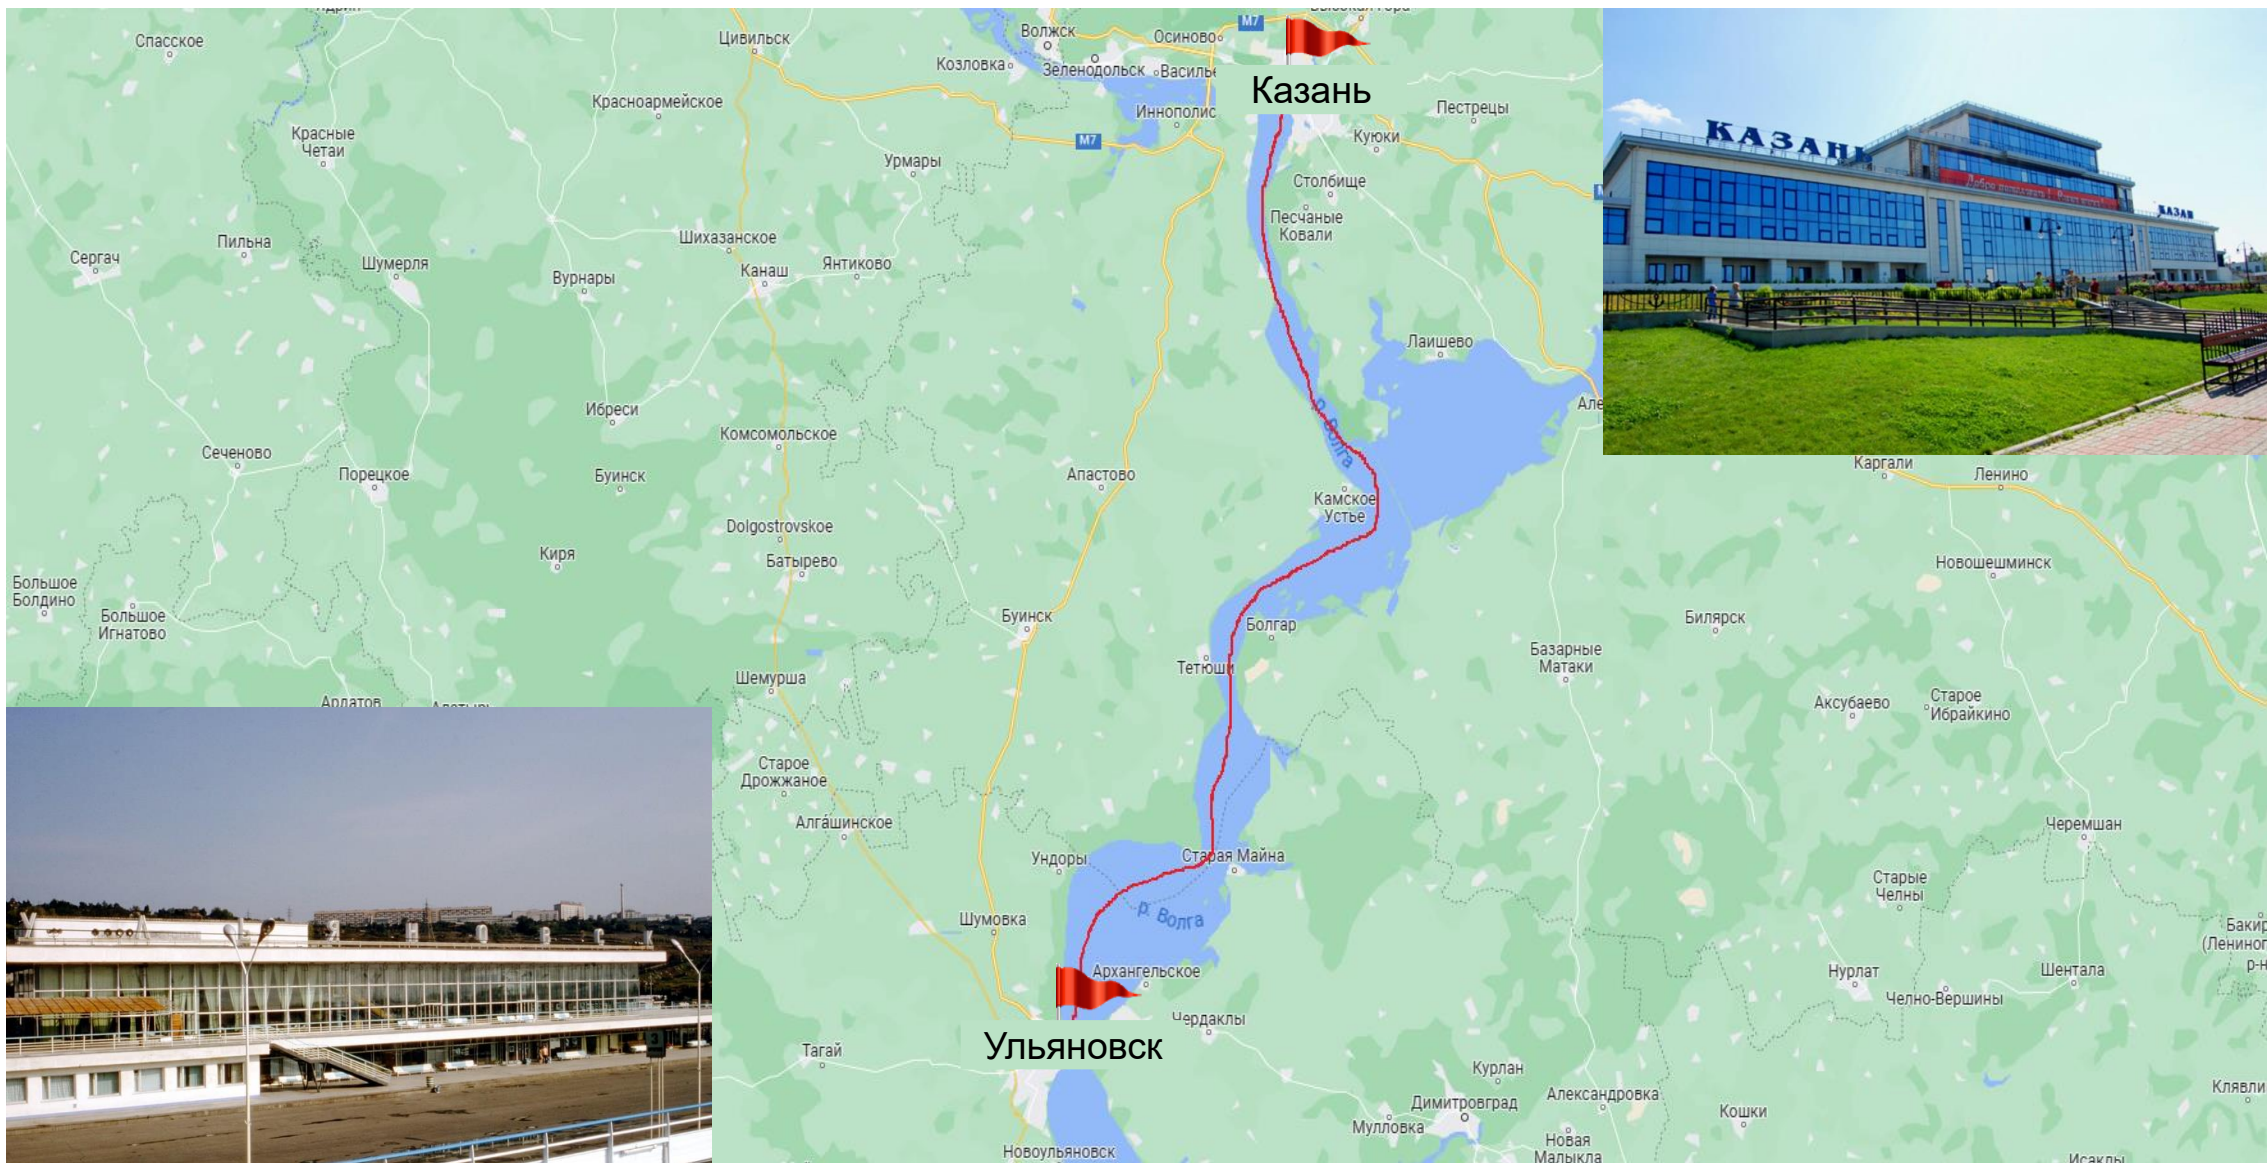 Спасское
Цивильск
Волжск
Осиново
М7
Козловка
Зеленодольск
Казань
Красноармейское
Иннополис
Пестрецы
Красные
Четаи
М7
Куюки
Урмары
Столбище
Песчаные
Ковали
КАЗАНЬ
Сергач
Пильна
Шумерля
Шихазанское
Канаш
Янтиково
Вурнары
Лаишево
Ибреси
р. Волга
Комсомольское
Сеченово
Порецкое
Буинск
Апастово
Камское
Устье
Каргали
Ленино
Dolgostrovskoe
Киря
Батырево
Новошешминск
Большое
Болдино
Большое
Игнатово
Буинск
Болгар
Билярск
Тетюши
Базарные
Матаки
Шемурша
Ардатов
Аксубаево
Старое
Ибрайкино
Старое
Дрожжаное
Алгашинское
Черемшан
Ундоры
Старая Майна
Старые
Челны
Шумовка
р. Волга
Архангельское
Нурлат
Шентала
Челно-Вершины
Чердаклы
Ульяновск
3
Тагай
Курлан
Димитровград
Александровка
Кошки
Мулловка
Новая
Малыкла
Новоульяновск